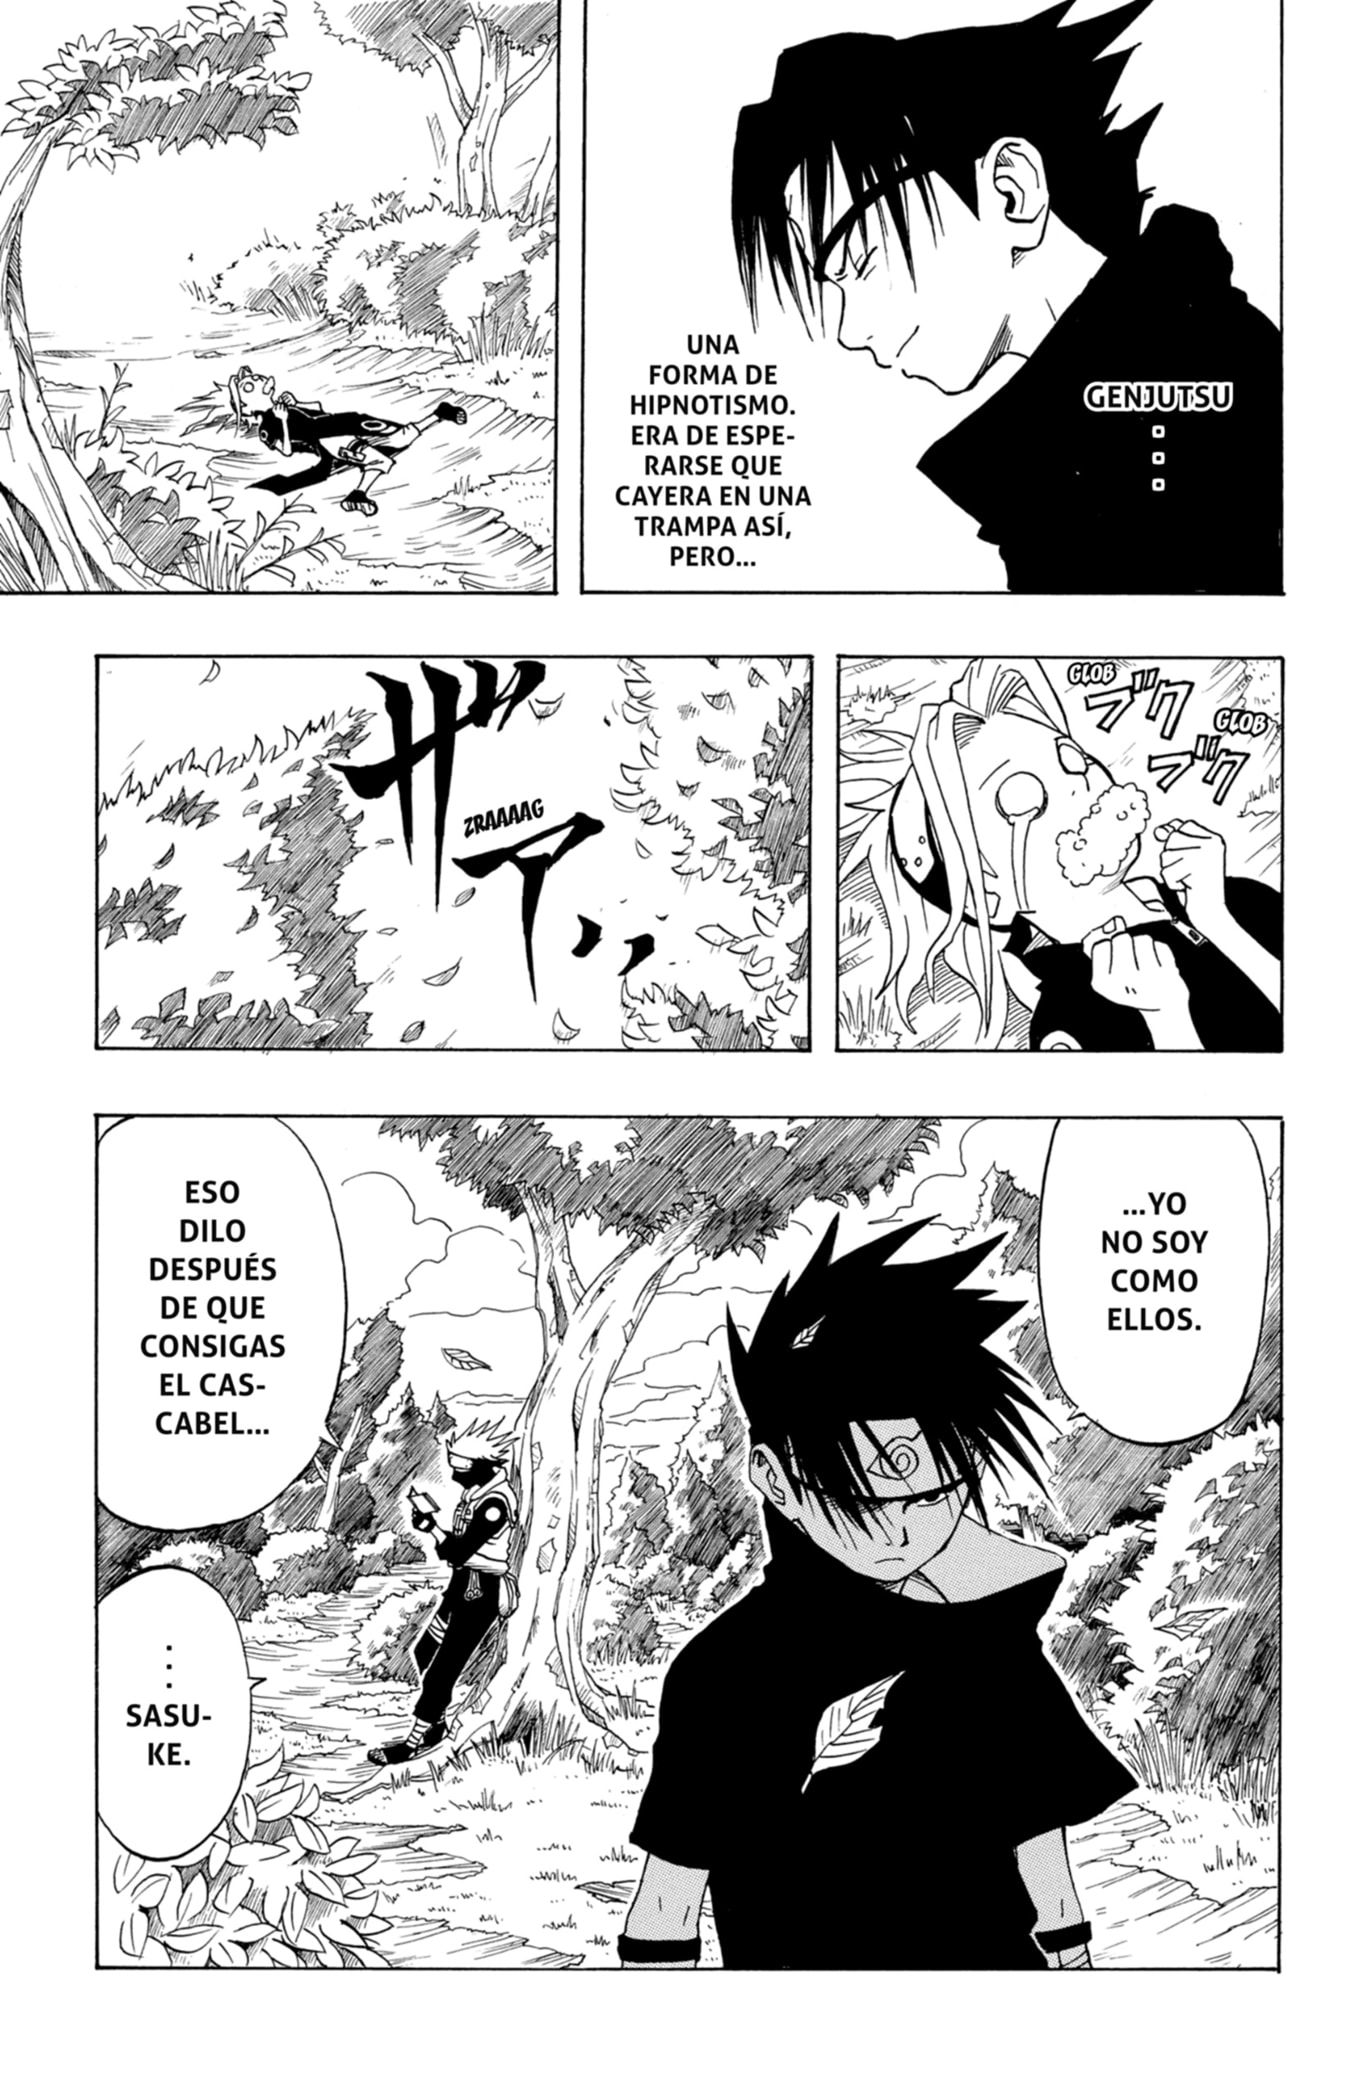 GENJUTSU
...
UNA
FORMA DE
HIPNOTISMO.
ERA DE ESPE-
RARSE QUE
CAYERA EN UNA
TRAMPA ASÍ,
PERO...
GLOB
ブク
GLOB
ブク
ザ
ZRAAAAG
ア
...YO
NO SOY
COMO
ELLOS.
ESO
DILO
DESPUÉS
DE QUE
CONSIGAS
EL CAS-
CABEL...
...
SASU-
KE.